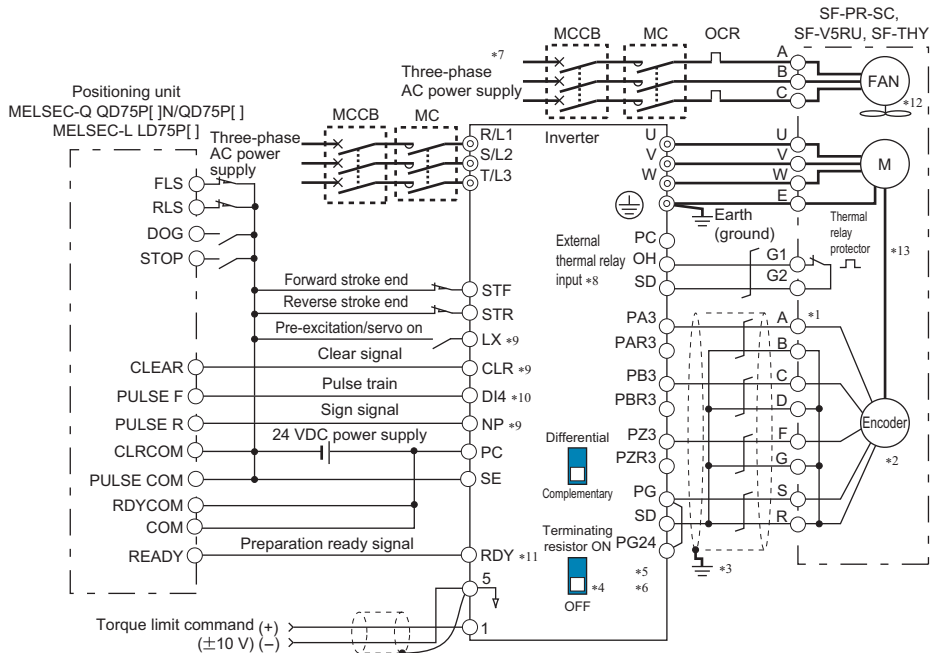 SF-PR-SC,
SF-V5RU, SF-THY
MCCB
MC
OCR
*7
Three-phase
AC power supply
A
B
C
FAN
*12
Positioning unit
MELSEC-Q QD75P[ ]N/QD75P[ ]
MELSEC-L LD75P[ ]
Three-phase
AC power
supply
MCCB
MC
R/L1
S/L2
T/L3
Inverter
U
V
W
U
V
W
E
M
Earth
(ground)
*13
FLS
RLS
DOG
STOP
External
thermal relay
input *8
PC
OH
SD
G1
G2
Thermal
relay
protector
Forward stroke end
STF
Reverse stroke end
STR
Pre-excitation/servo on
LX *9
CLEAR
Clear signal
CLR *9
PULSE F
Pulse train
DI4 *10
PULSE R
Sign signal
NP *9
CLRCOM
24 VDC power supply
PC
PULSE COM
SE
RDYCOM
COM
READY
Preparation ready signal
RDY *11
5
1
Torque limit command (+)
(±10 V) (−)
PA3
PAR3
PB3
PBR3
PZ3
PZR3
PG
SD
PG24
A
*1
B
C
D
F
G
S
R
Encoder
*2
Differential
Complementary
Terminating
resistor ON
*4
OFF
*5
*6
*3